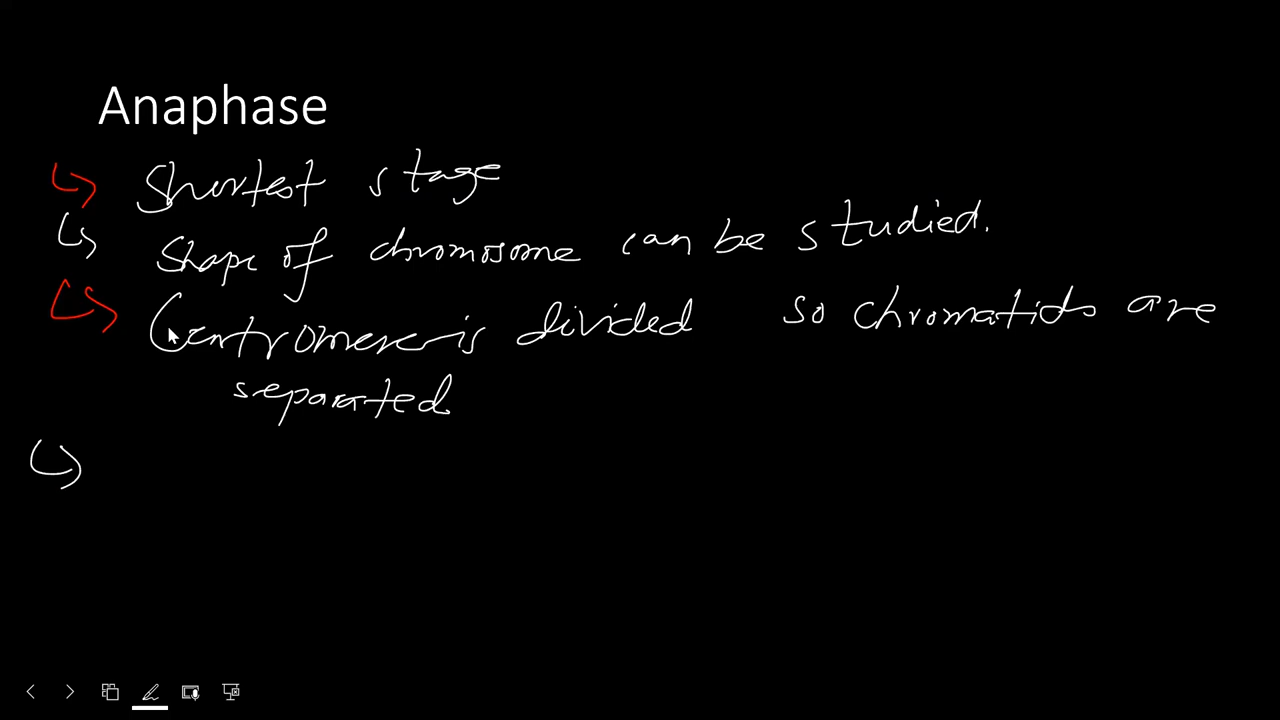 Anaphase
Shortest stage
Shape of chromosome can be studied.
Centromere is divided so chromatids are
separated